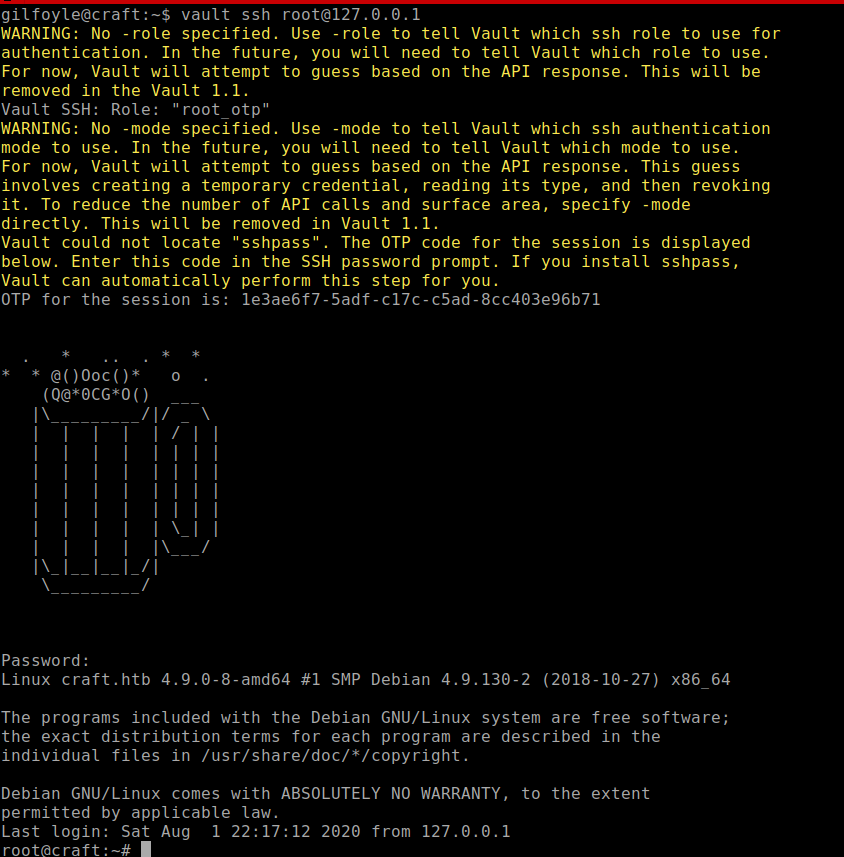 gilfoyle@craft:~$ vault ssh root@127.0.0.1
WARNING: No -role specified. Use -role to tell Vault which ssh role to use for
authentication. In the future, you will need to tell Vault which role to use.
For now, Vault will attempt to guess based on the API response. This will be
removed in the Vault 1.1.
Vault SSH: Role: "root_otp"
WARNING: No -mode specified. Use -mode to tell Vault which ssh authentication
mode to use. In the future, you will need to tell Vault which mode to use.
For now, Vault will attempt to guess based on the API response. This guess
involves creating a temporary credential, reading its type, and then revoking
it. To reduce the number of API calls and surface area, specify -mode
directly. This will be removed in Vault 1.1.
Vault could not locate "sshpass". The OTP code for the session is displayed
below. Enter this code in the SSH password prompt. If you install sshpass,
Vault can automatically perform this step for you.
OTP for the session is: 1e3ae6f7-5adf-c17c-c5ad-8cc403e96b71


  .   *   ..  . *  *
*  * @()Ooc()*   o  .
    (Q@*0CG*O()  ___
   |\_________/|/ _ \
   |  |  |  |  | / | |
   |  |  |  |  | | | |
   |  |  |  |  | | | |
   |  |  |  |  | | | |
   |  |  |  |  | | | |
   |  |  |  |  | \_| |
   |  |  |  |  |\___/
   |\_|__|__|_/|
    \_________/



Password:
Linux craft.htb 4.9.0-8-amd64 #1 SMP Debian 4.9.130-2 (2018-10-27) x86_64

The programs included with the Debian GNU/Linux system are free software;
the exact distribution terms for each program are described in the
individual files in /usr/share/doc/*/copyright.

Debian GNU/Linux comes with ABSOLUTELY NO WARRANTY, to the extent
permitted by applicable law.
Last login: Sat Aug  1 22:17:12 2020 from 127.0.0.1
root@craft:~#